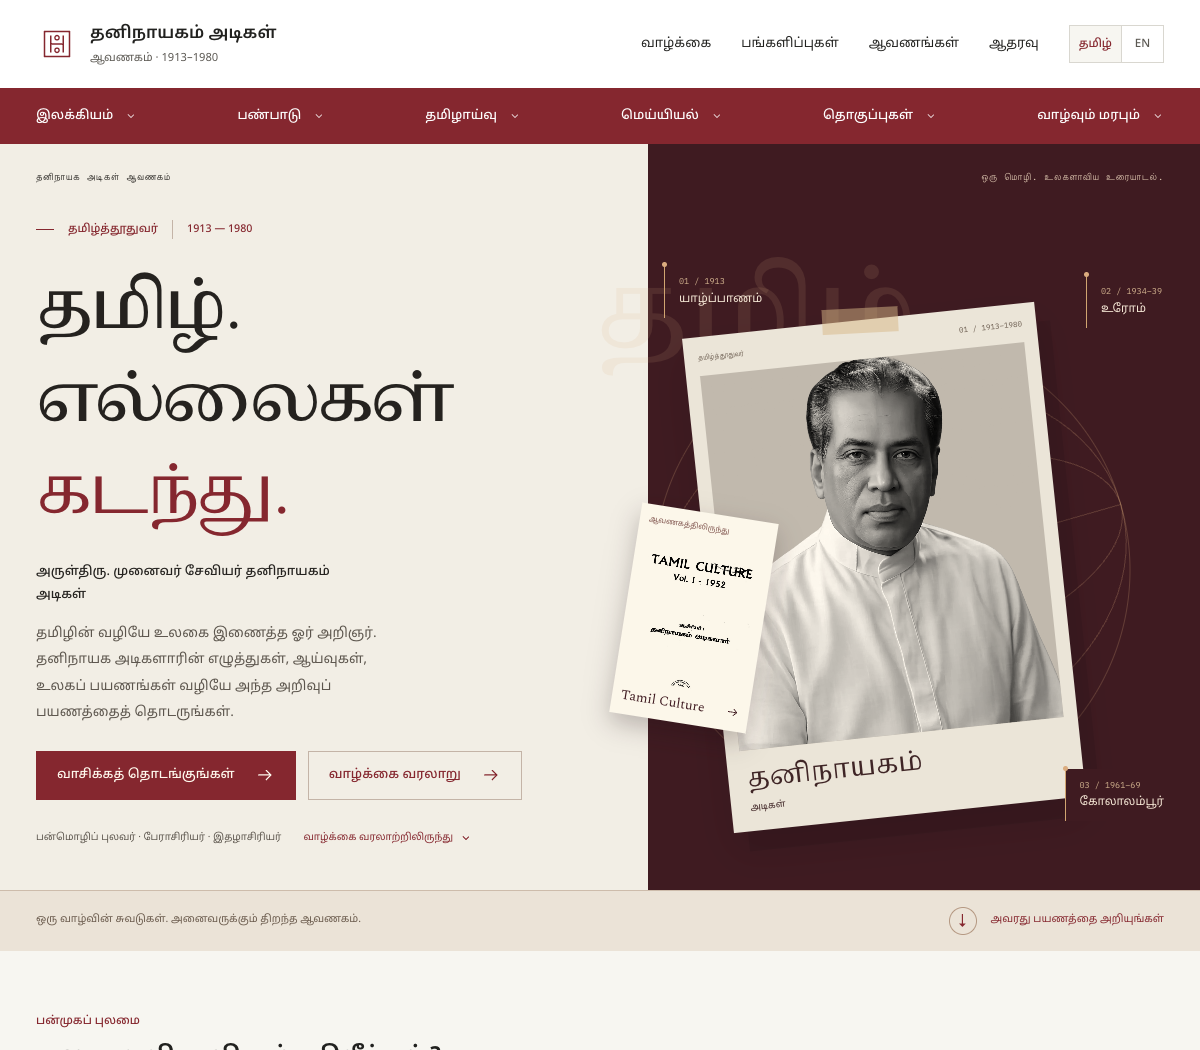 தனிநாயகம் அடிகள்
ஆவணகம் · 1913–1980
வாழ்க்கை
பங்களிப்புகள்
ஆவணங்கள்
ஆதரவு
தமிழ்
EN
இலக்கியம்
பண்பாடு
தமிழாய்வு
மெய்யியல்
தொகுப்புகள்
வாழ்வும் மரபும்
தனிநாயக அடிகள் ஆவணகம்
ஒரு மொழி. உலகளாவிய உரையாடல்.
தமிழ்த்தூதுவர்
1913 — 1980
தமிழ்.
எல்லைகள்
கடந்து.
அருள்திரு. முனைவர் சேவியர் தனிநாயகம்
அடிகள்
தமிழின் வழியே உலகை இணைத்த ஓர் அறிஞர்.
தனிநாயக அடிகளாரின் எழுத்துகள், ஆய்வுகள்,
உலகப் பயணங்கள் வழியே அந்த அறிவுப்
பயணத்தைத் தொடருங்கள்.
வாசிக்கத் தொடங்குங்கள்
வாழ்க்கை வரலாறு
பன்மொழிப் புலவர் · பேராசிரியர் · இதழாசிரியர்
வாழ்க்கை வரலாற்றிலிருந்து
தமிழ்
01 / 1913
யாழ்ப்பாணம்
02 / 1934–39
உரோம்
தமிழ்த்தூதுவர்
01 / 1913–1980
ஆவணகத்திலிருந்து
TAMIL CULTURE
Vol. I - 1952
Tamil Culture
தனிநாயகம்
அடிகள்
03 / 1961–69
கோலாலம்பூர்
ஒரு வாழ்வின் சுவடுகள். அனைவருக்கும் திறந்த ஆவணகம்.
அவரது பயணத்தை அறியுங்கள்
பன்முகப் புலமை